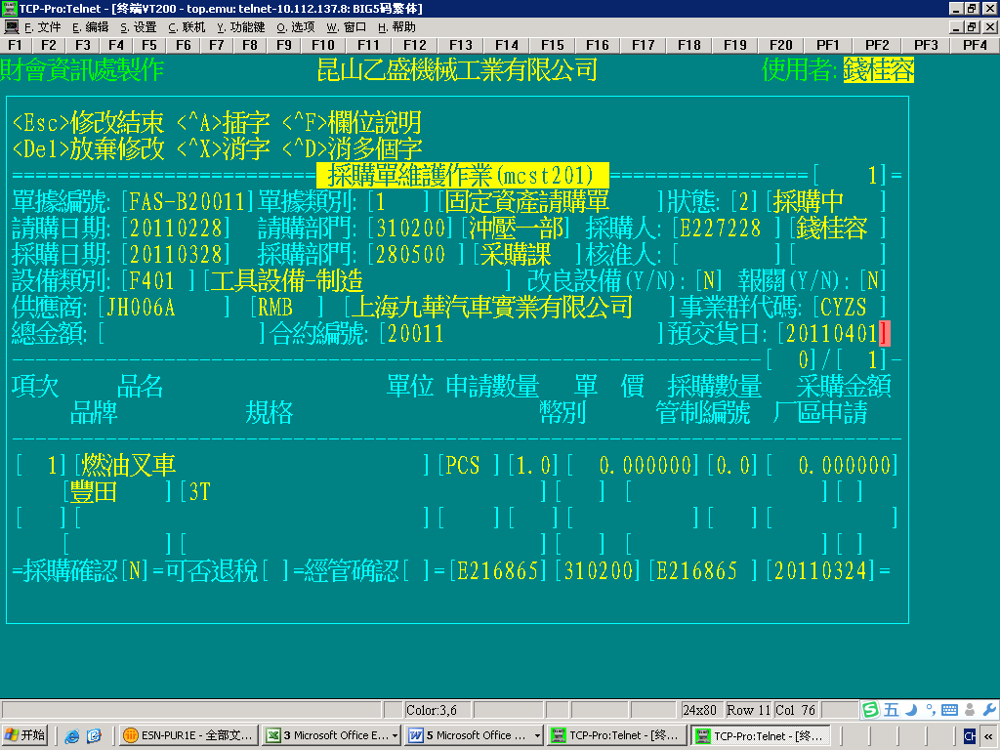 TCP-Pro:Telnet - [终端VT200 - top.emu: telnet-10.112.137.8: BIG5码繁体]
F. 文件 E. 编辑 S. 设置 C. 联机 Y. 功能键 O. 选项 W. 窗口 H. 帮助
F1 F2 F3 F4 F5 F6 F7 F8 F9 F10 F11 F12 F13 F14 F15 F16 F17 F18 F19 F20 PF1 PF2 PF3 PF4
財會資訊處製作 昆山乙盛機械工業有限公司 使用者: 錢桂容
<Esc>修改結束 <^A>插字 <^F>欄位說明
<Del>放棄修改 <^X>消字 <^D>消多個字
========================== 採購單維護作業(mcst201) =================[ 1]=
單據編號: [FAS-B20011] 單據類別: [1 ][固定資產請購單 ]狀態: [2][採購中 ]
請購日期: [20110228] 請購部門: [310200][沖壓一部] 採購人: [E227228 ][錢桂容 ]
採購日期: [20110328] 採購部門: [280500 ][采購課 ]核准人: [ ][ ]
設備類別: [F401 ][工具設備-制造 ] 改良設備(Y/N): [N] 報關(Y/N): [N]
供應商: [JH006A ] [RMB ] [上海九華汽車實業有限公司 ]事業群代碼: [CYZS ]
總金額: [ ]合約編號: [20011 ]預交貨日: [20110401]
----------------------------------------------------------------[ 0]/[ 1]-
項次 品名 單位 申請數量 單 價 採購數量 采購金額
品牌 規格 幣別 管制編號 厂區申請
----------------------------------------------------------------------------
[ 1][燃油叉車 ][PCS ][1.0][ 0.000000][0.0][ 0.000000]
[豐田 ][3T ][ ] [ ][ ]
[ ][ ][ ][ ][ ][ ][ ]
[ ][ ][ ] [ ][ ]
=採購確認[N]=可否退稅[ ]=經管确認[ ]=[E216865][310200][E216865 ][20110324]=
Color:3,6 24x80 Row 11 Col 76 五
开始 ESN-PUR1E - 全部文... 3 Microsoft Office E... 5 Microsoft Office ... TCP-Pro:Telnet - [终... TCP-Pro:Telnet - [终... CH «